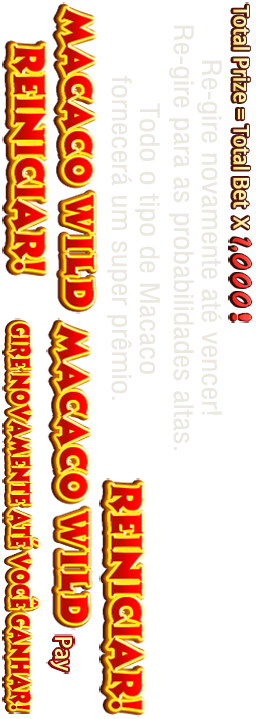 Total Prize = Total Bet X 1,000!
Re-gire novamente até vencer!
Re-gire para as probabilidades altas.
Todo o tipo de Macaco
fornecerá um super prêmio.
MACACO WILD
REINICIAR!
REINICIAR!
MACACO WILD
Pay
GIRE NOVAMENTE ATÉ VOCÊ GANHAR!